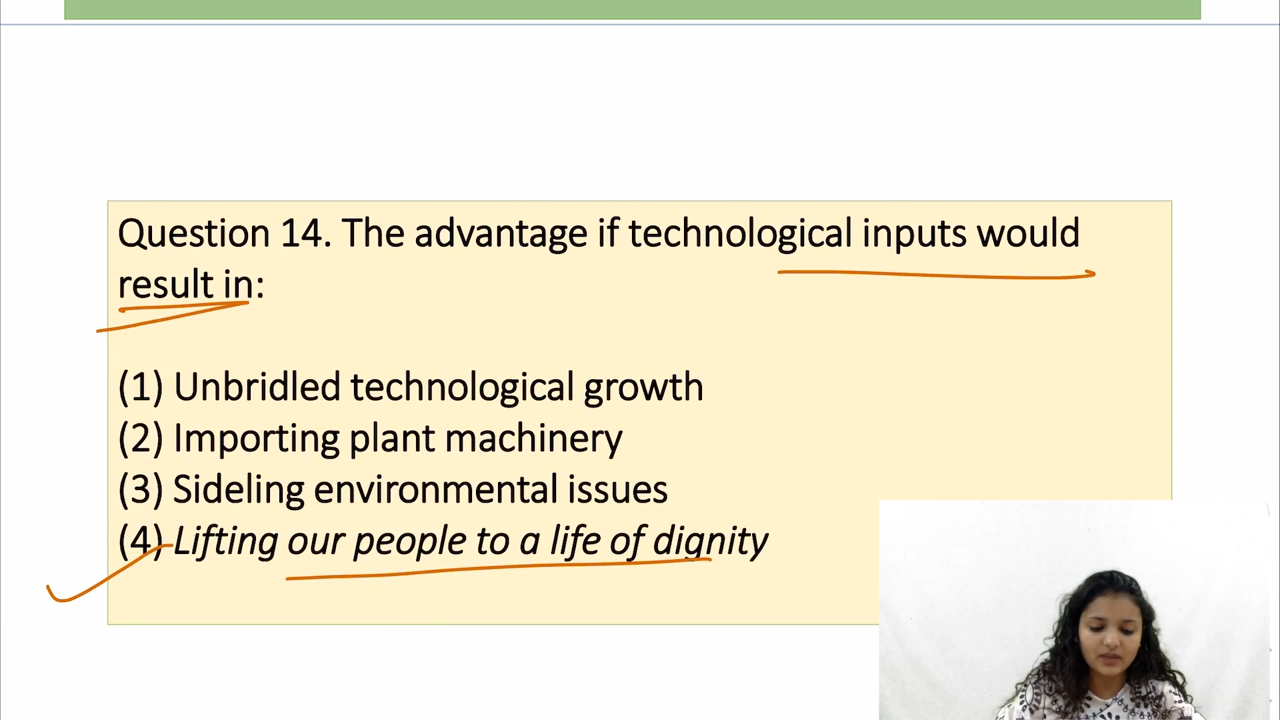 Question 14. The advantage if technological inputs would
result in:
(1) Unbridled technological growth
(2) Importing plant machinery
(3) Sideling environmental issues
(4) Lifting our people to a life of dignity